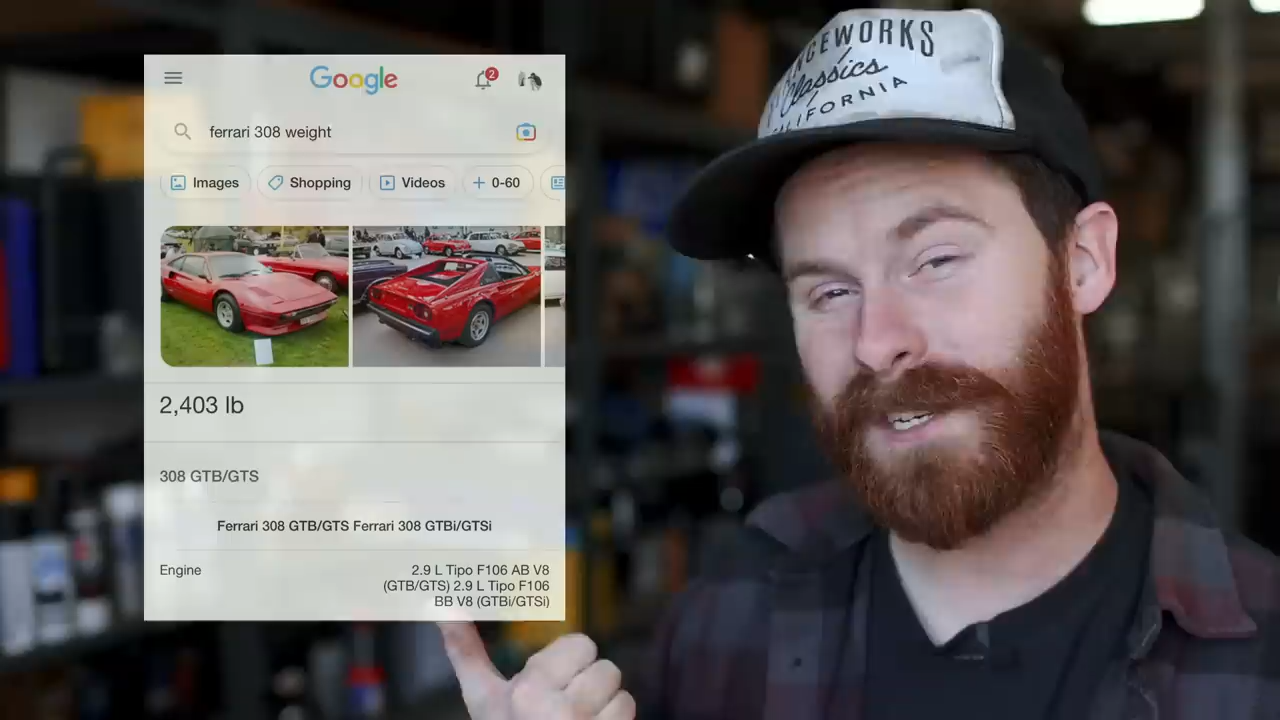 Google
2
ferrari 308 weight
Images
Shopping
Videos
0-60
2,403 lb
308 GTB/GTS
Ferrari 308 GTB/GTS Ferrari 308 GTBi/GTSi
Engine
2.9 L Tipo F106 AB V8
(GTB/GTS) 2.9 L Tipo F106
BB V8 (GTBi/GTSi)
NCEWORKS
Classics
CALIFORNIA